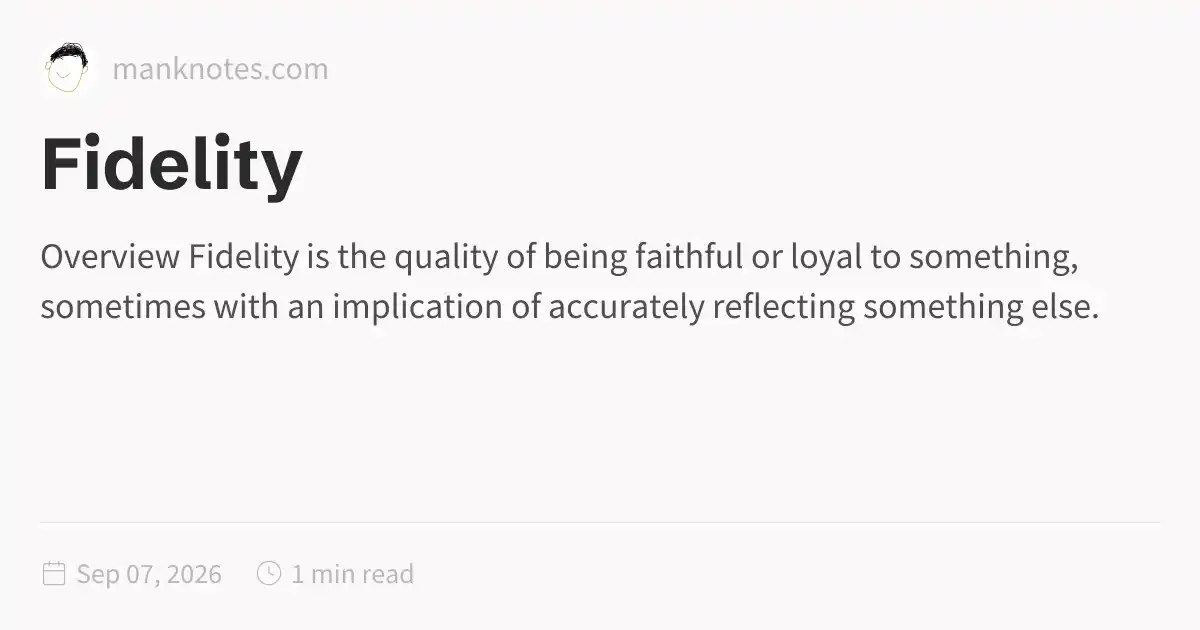 manknotes.com
Fidelity
Overview Fidelity is the quality of being faithful or loyal to something,
sometimes with an implication of accurately reflecting something else.
Sep 07, 2026 1 min read